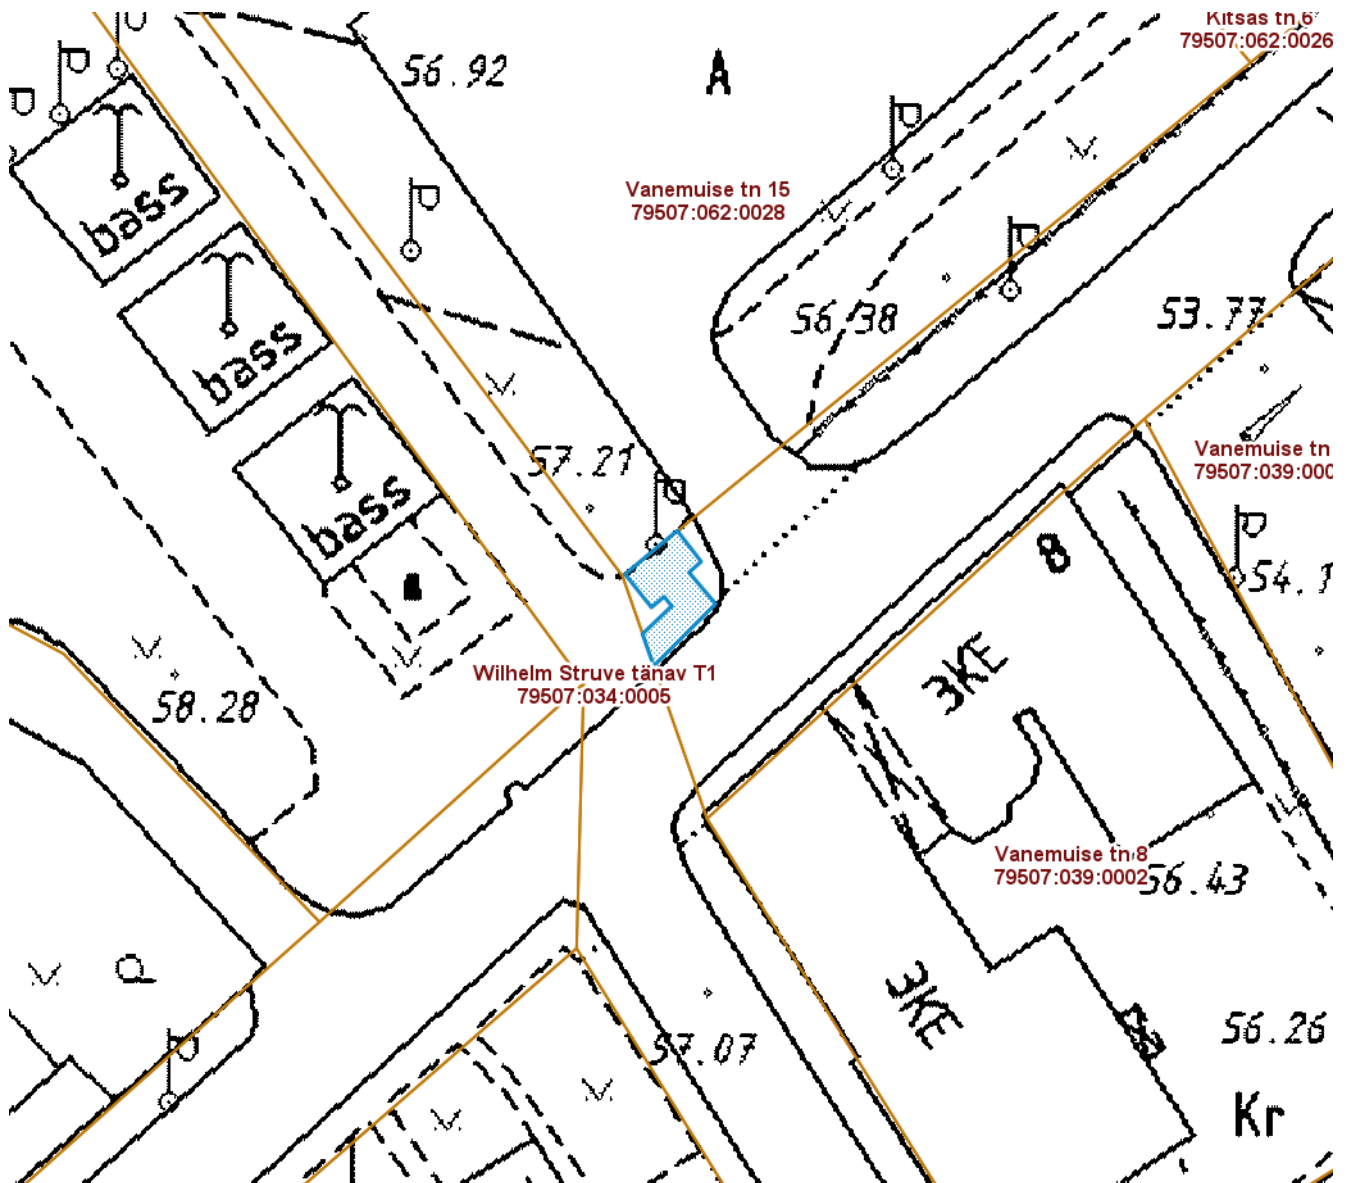 Kitsas tn 6
79507:062:0026
56.92
A
bass
Vanemuise tn 15
79507:062:0028
56.38
53.77
bass
57.21
Vanemuise tn
79507:039:000
bass
8
54.1
3KE
Wilhelm Struve tänav T1
79507:034:0005
58.28
Vanemuise tn 8
79507:039:0002
56.43
3KE
57.07
56.26
Kr